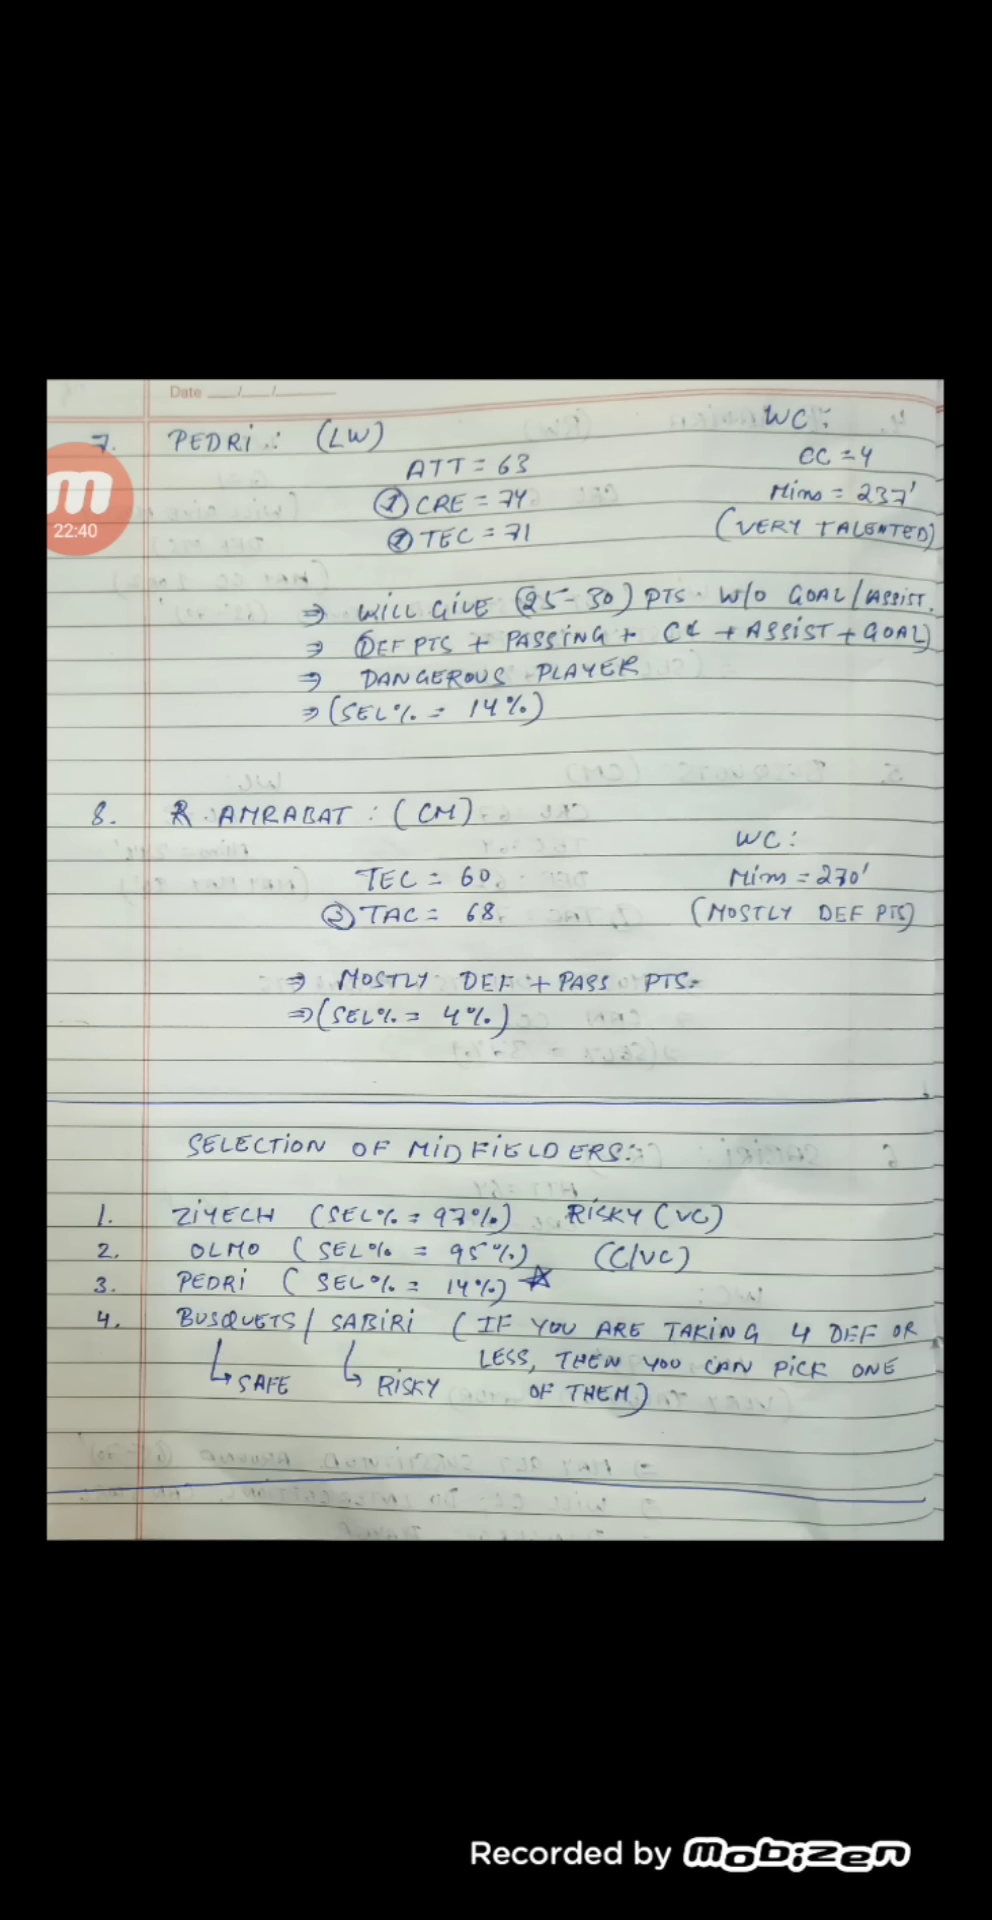 Date __/__/____
7. PEDRI : (LW) WC:
ATT = 63 CC = 4
① CRE = 74 Mins = 237'
① TEC = 71 (VERY TALENTED)
m
22:40
⇒ WILL GIVE (25-30) PTS. W/O GOAL/ASSIST.
⇒ (DEF PTS + PASSING + CC + ASSIST + GOAL)
⇒ DANGEROUS PLAYER
⇒ (SEL% = 14%)
8. AMRABAT : (CM)
WC:
TEC = 60 Mins = 270'
③ TAC = 68 (MOSTLY DEF PTS)
⇒ MOSTLY DEF + PASS PTS.
⇒ (SEL% = 4%)
SELECTION OF MIDFIELDERS:
1. ZIYECH (SEL% = 97%) RISKY (VC)
2. OLMO (SEL% = 95%) (C/VC)
3. PEDRI (SEL% = 14%) ☆
4. BUSQUETS / SABIRI (IF YOU ARE TAKING 4 DEF OR
LESS, THEN YOU CAN PICK ONE
↳ SAFE ↳ RISKY OF THEM)
Recorded by mobizen